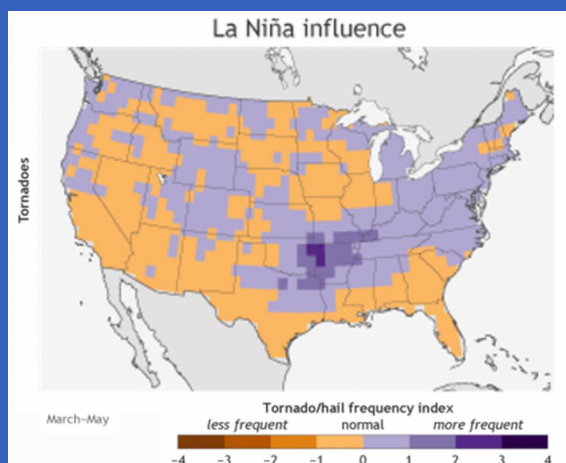 La Niña influence
Tornadoes
March–May
Tornado/hail frequency index
less frequent normal more frequent
−4 −3 −2 −1 0 1 2 3 4